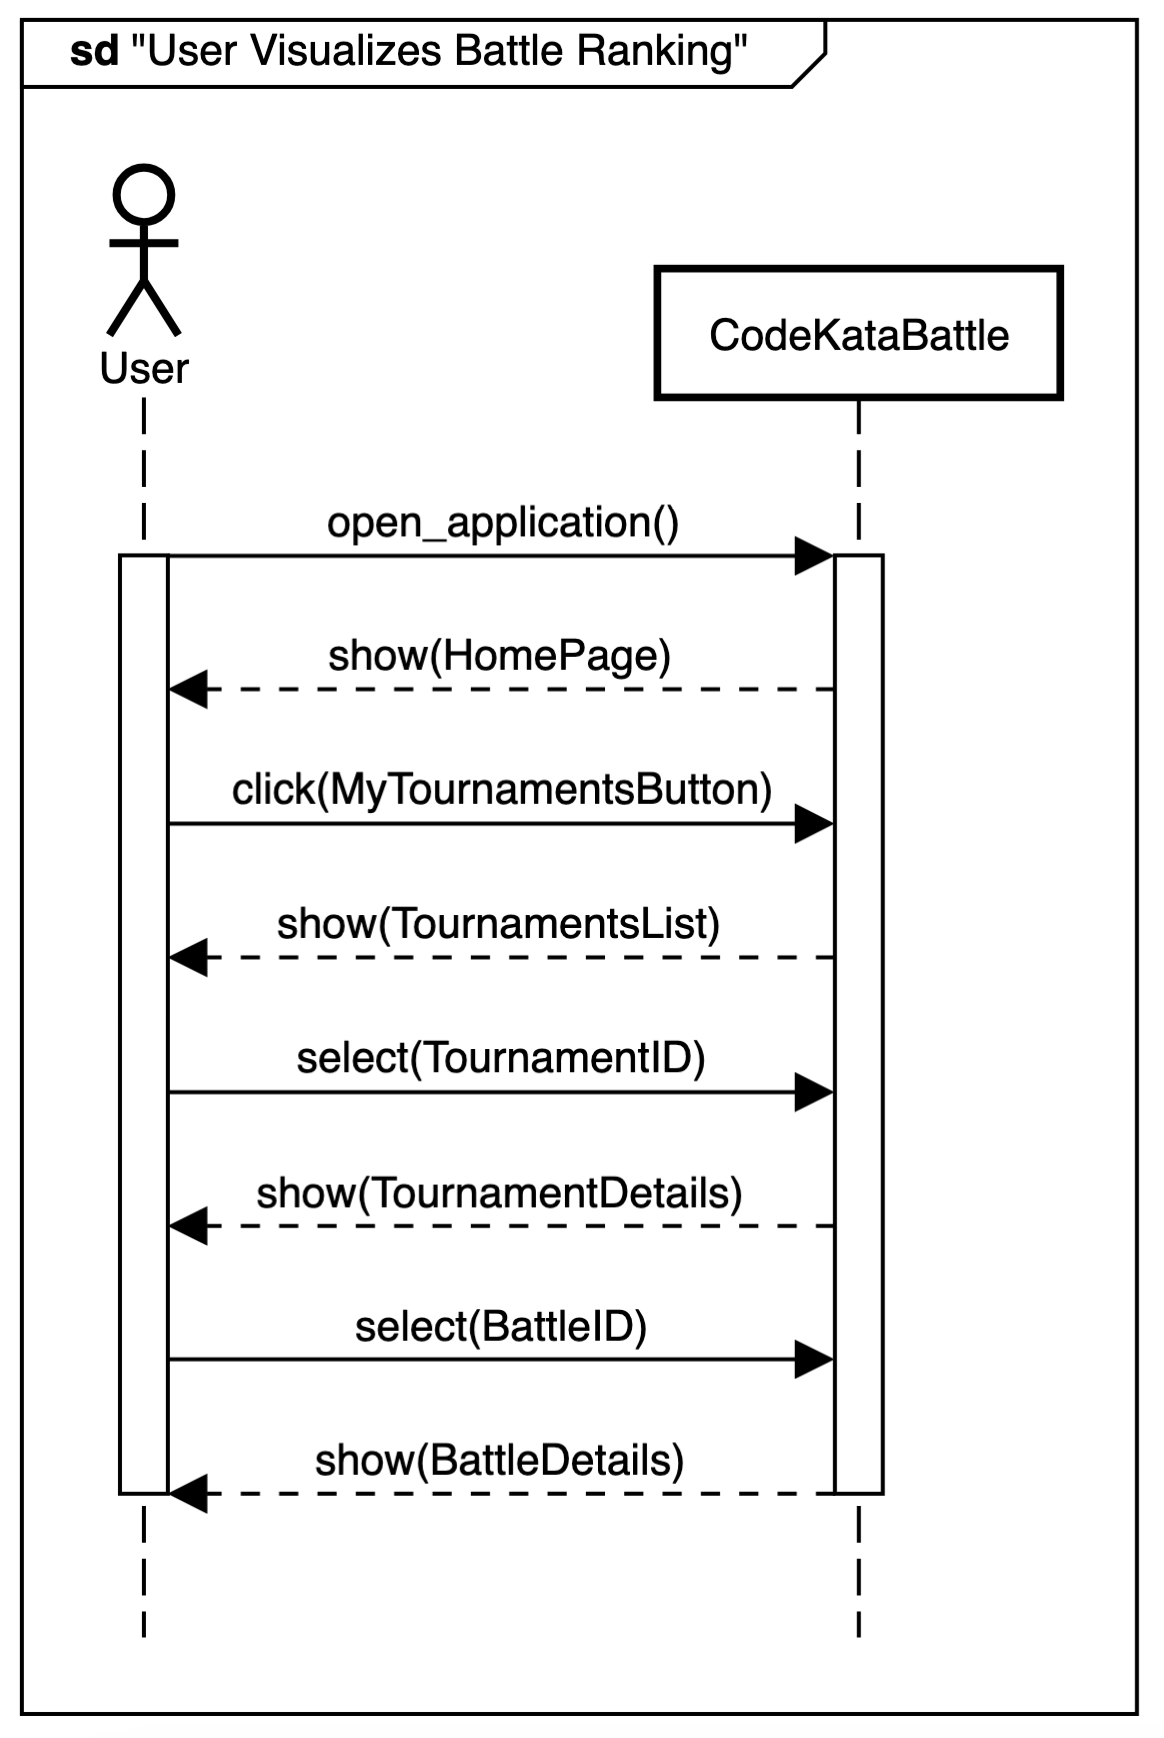 sd "User Visualizes Battle Ranking"
CodeKataBattle
User
open_application()
show(HomePage)
click(MyTournamentsButton)
show(TournamentsList)
select(TournamentID)
show(TournamentDetails)
select(BattleID)
show(BattleDetails)